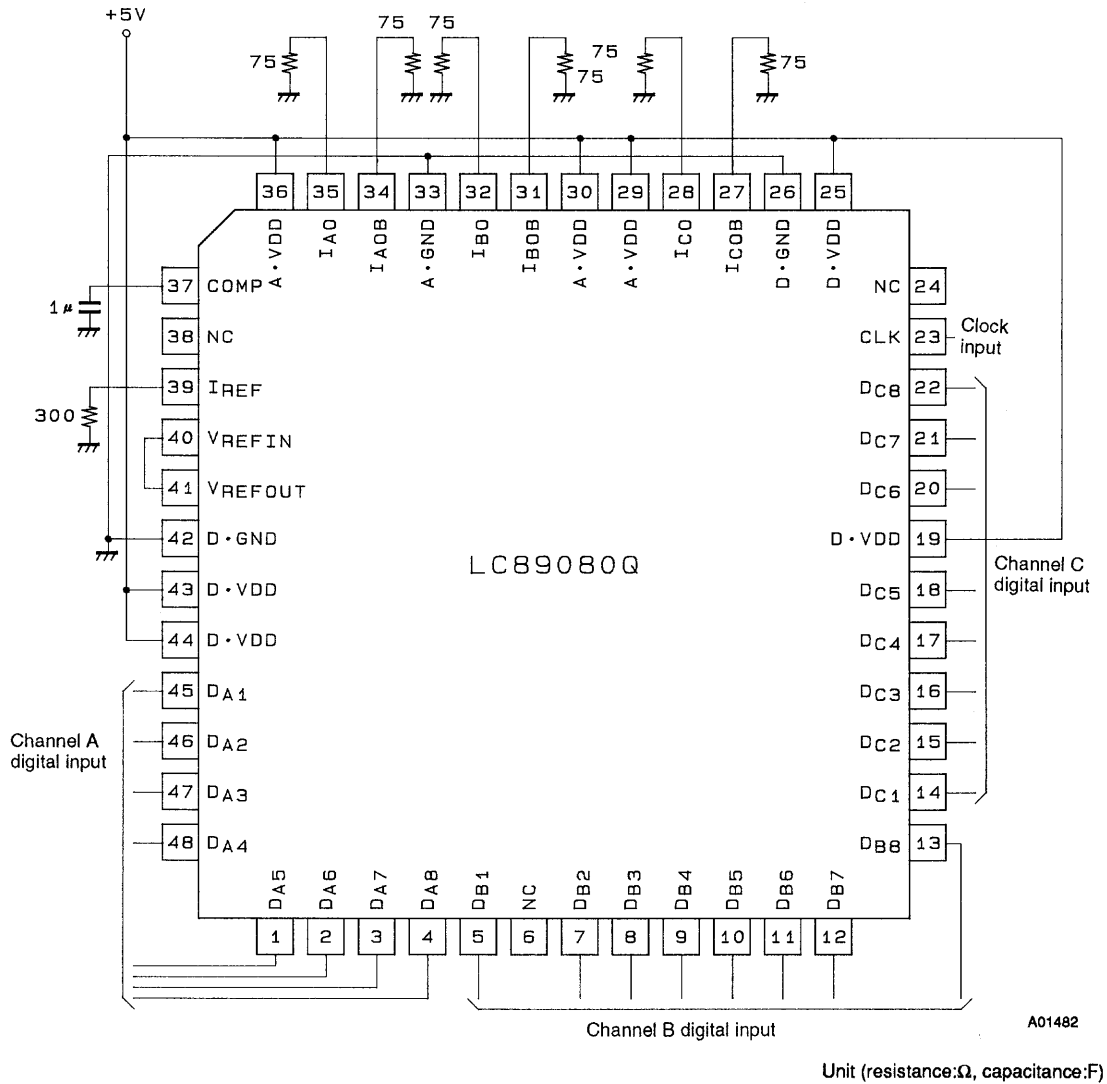 +5V
75 75 75 75 75 75
36 35 34 33 32 31 30 29 28 27 26 25
A·VDD IAO IAOB A·GND IBO IBOB A·VDD A·VDD ICO ICOB D·GND D·VDD
37 COMP
1μ
38 NC
39 IREF
300
40 VREFIN
41 VREFOUT
42 D·GND
43 D·VDD
44 D·VDD
45 DA1
46 DA2
47 DA3
48 DA4
Channel A
digital input
LC89080Q
NC 24
CLK 23
Clock
input
DC8 22
DC7 21
DC6 20
D·VDD 19
DC5 18
DC4 17
DC3 16
DC2 15
DC1 14
DB8 13
Channel C
digital input
DA5 DA6 DA7 DA8 DB1 NC DB2 DB3 DB4 DB5 DB6 DB7
1 2 3 4 5 6 7 8 9 10 11 12
Channel B digital input
A01482
Unit (resistance:Ω, capacitance:F)